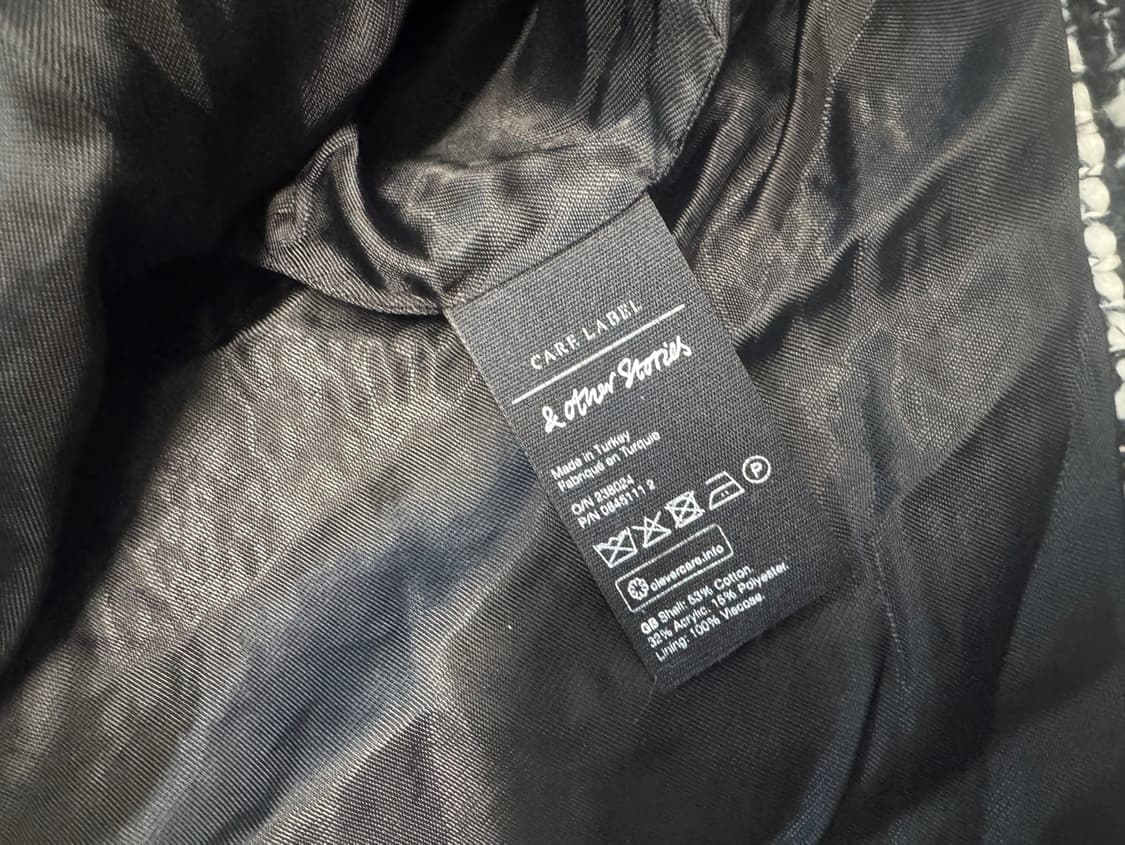 CARE LABEL
& other Stories
Made in Turkey
Fabriqué en Turquie
O/N 238024
P/N 0845111 2
P
clevercare.info
GB Shell: 53% Cotton,
32% Acrylic, 15% Polyester.
Lining: 100% Viscose.